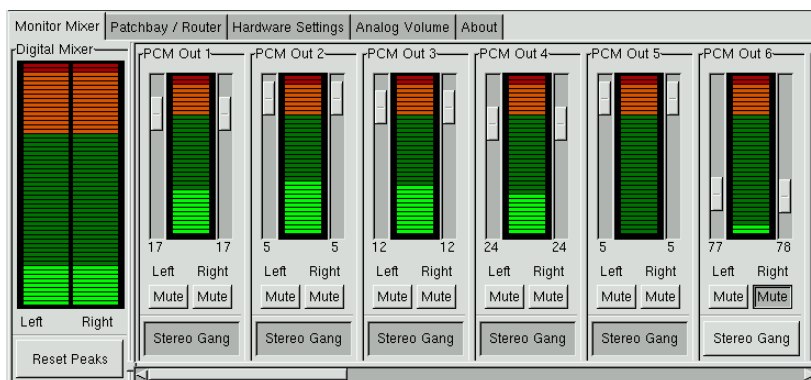 Monitor Mixer Patchbay / Router Hardware Settings Analog Volume About
Digital Mixer PCM Out 1 PCM Out 2 PCM Out 3 PCM Out 4 PCM Out 5 PCM Out 6
17 17 5 5 12 12 24 24 5 5 77 78
Left Right Left Right Left Right Left Right Left Right Left Right
Mute Mute Mute Mute Mute Mute Mute Mute Mute Mute Mute Mute
Left Right
Stereo Gang Stereo Gang Stereo Gang Stereo Gang Stereo Gang Stereo Gang
Reset Peaks